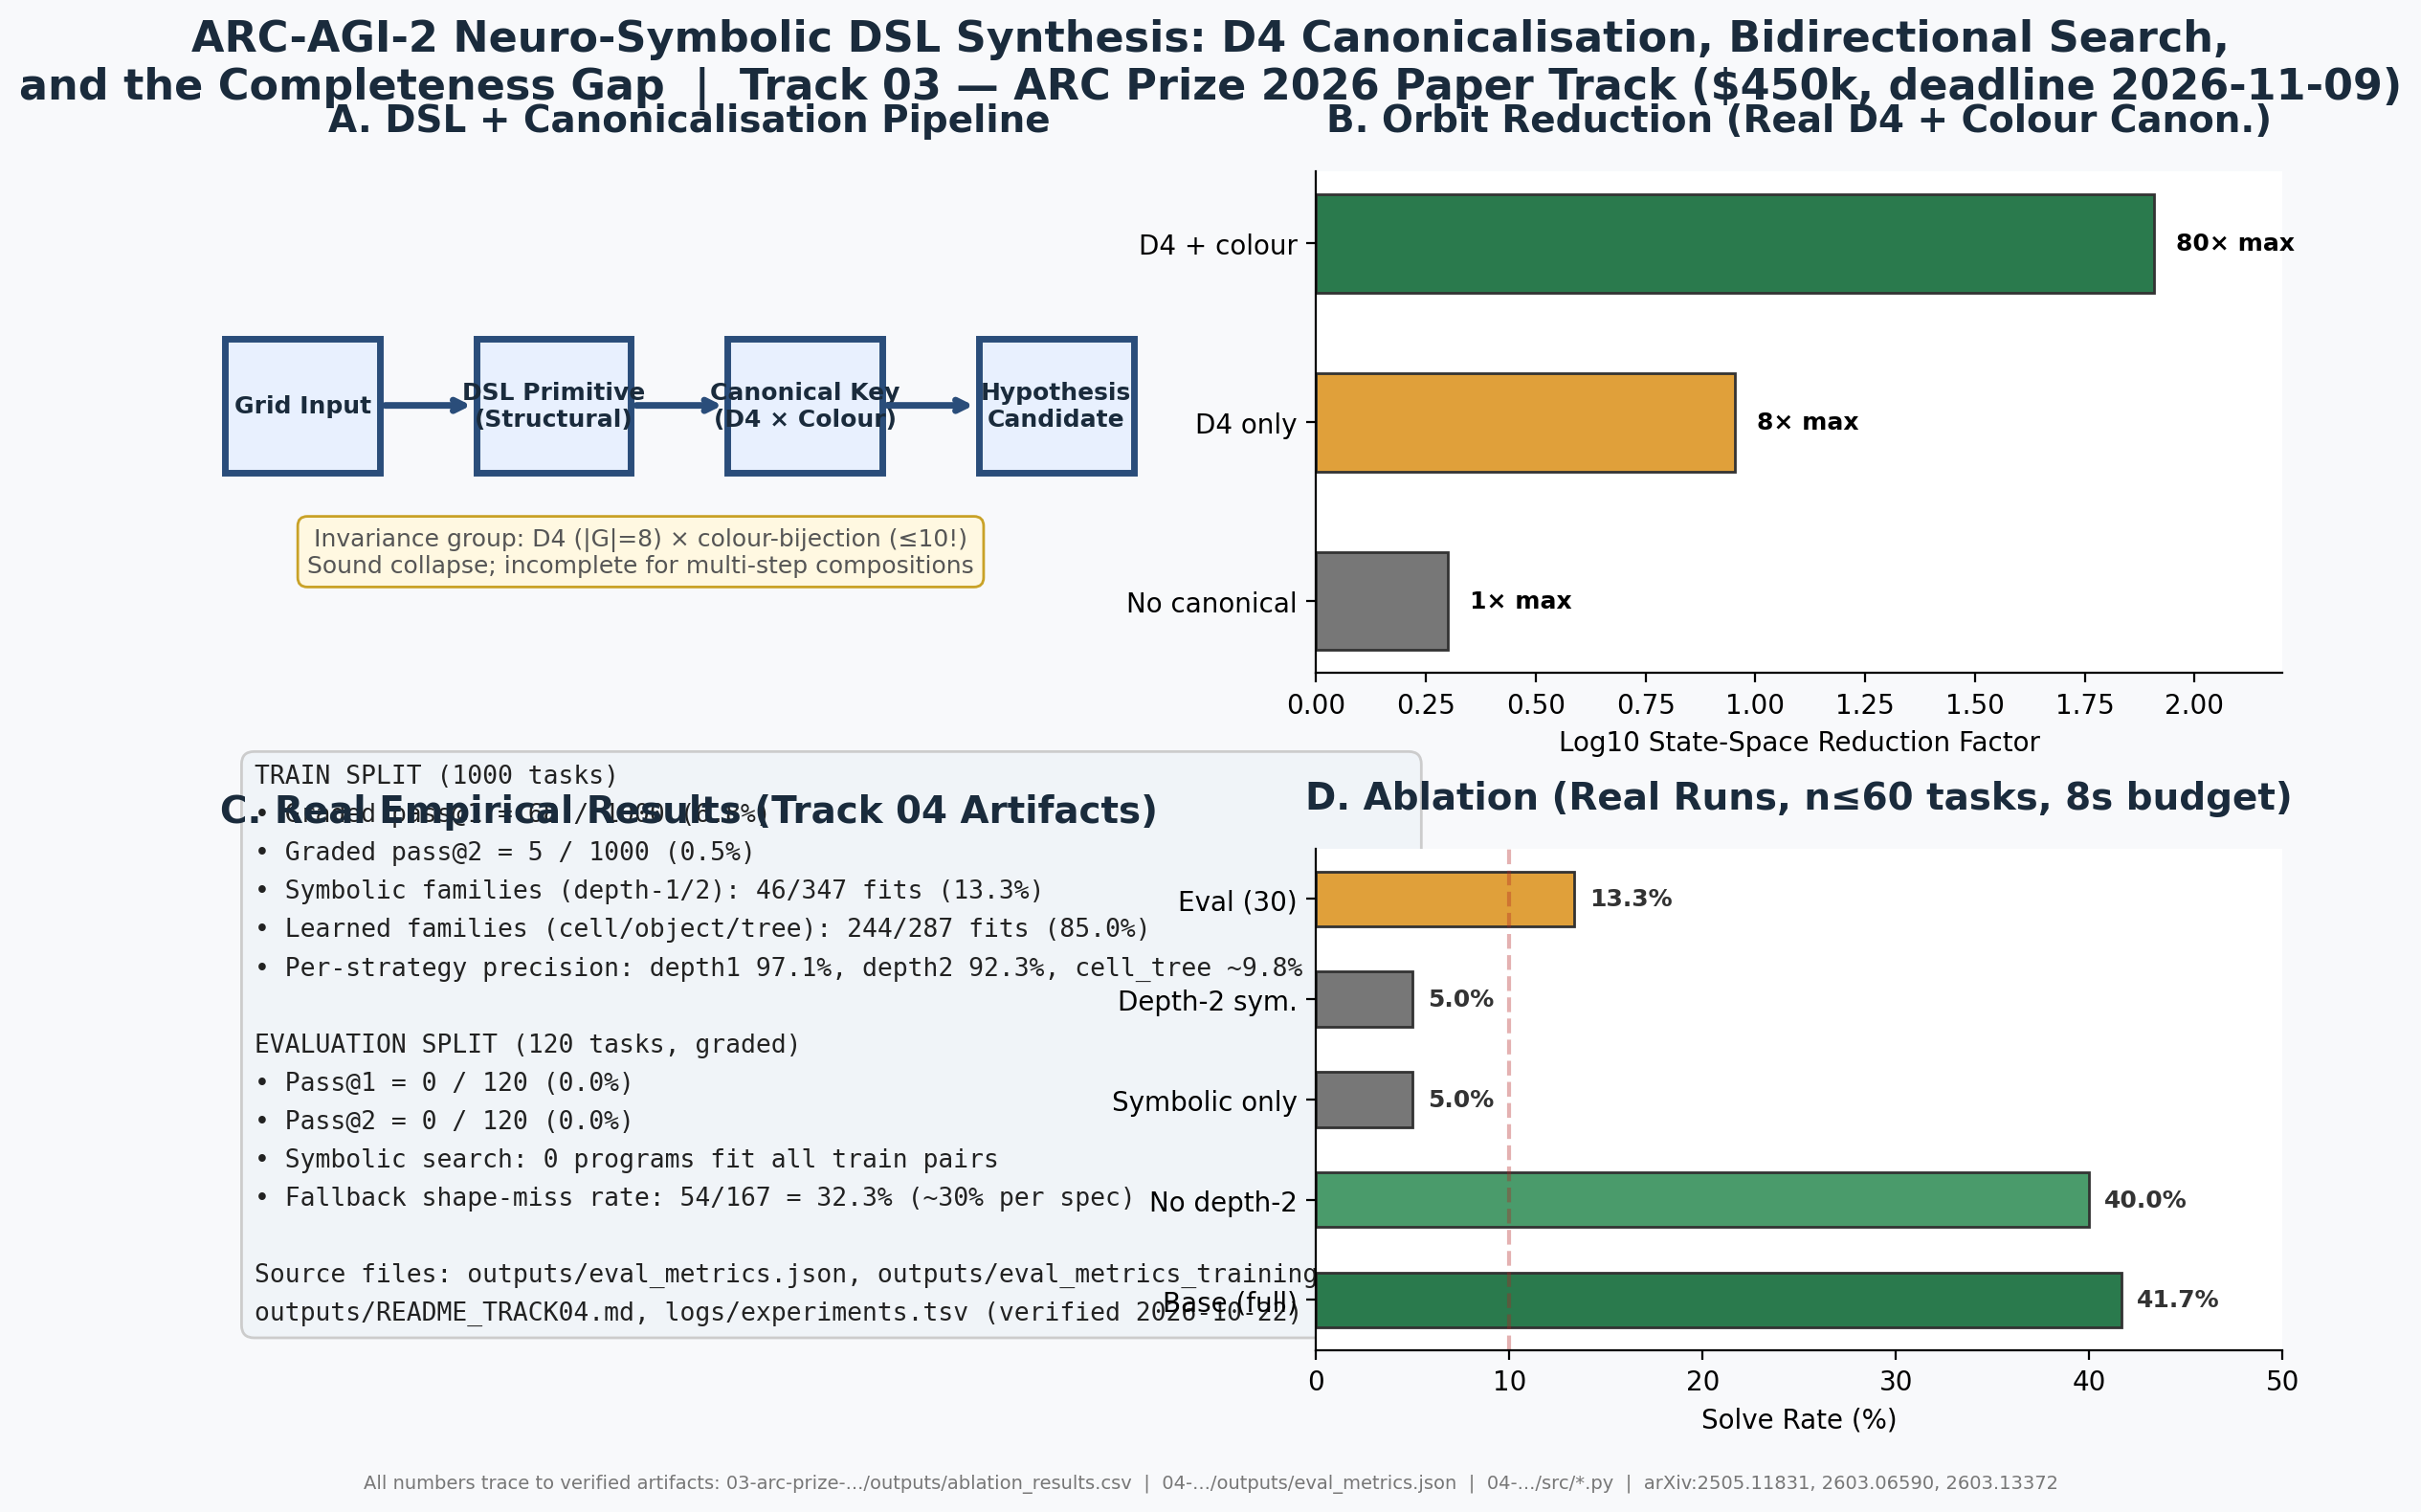 ARC-AGI-2 Neuro-Symbolic DSL Synthesis: D4 Canonicalisation, Bidirectional Search,
and the Completeness Gap | Track 03 — ARC Prize 2026 Paper Track ($450k, deadline 2026-11-09)
A. DSL + Canonicalisation Pipeline
Grid Input
DSL Primitive
(Structural)
Canonical Key
(D4 × Colour)
Hypothesis
Candidate
Invariance group: D4 (|G|=8) × colour-bijection (≤10!)
Sound collapse; incomplete for multi-step compositions
B. Orbit Reduction (Real D4 + Colour Canon.)
D4 + colour
80× max
D4 only
8× max
No canonical
1× max
0.00 0.25 0.50 0.75 1.00 1.25 1.50 1.75 2.00
Log10 State-Space Reduction Factor
C. Real Empirical Results (Track 04 Artifacts)
TRAIN SPLIT (1000 tasks)
• Graded pass@1 = / 1000
• Graded pass@2 = 5 / 1000 (0.5%)
• Symbolic families (depth-1/2): 46/347 fits (13.3%)
• Learned families (cell/object/tree): 244/287 fits (85.0%)
• Per-strategy precision: depth1 97.1%, depth2 92.3%, cell_tree ~9.8%
EVALUATION SPLIT (120 tasks, graded)
• Pass@1 = 0 / 120 (0.0%)
• Pass@2 = 0 / 120 (0.0%)
• Symbolic search: 0 programs fit all train pairs
• Fallback shape-miss rate: 54/167 = 32.3% (~30% per spec)
Source files: outputs/eval_metrics.json, outputs/eval_metrics_training
outputs/README_TRACK04.md, logs/experiments.tsv (verified 2026-10-22)
D. Ablation (Real Runs, n≤60 tasks, 8s budget)
Eval (30)
13.3%
Depth-2 sym.
5.0%
Symbolic only
5.0%
No depth-2
40.0%
Base (full)
41.7%
0 10 20 30 40 50
Solve Rate (%)
All numbers trace to verified artifacts: 03-arc-prize-.../outputs/ablation_results.csv | 04-.../outputs/eval_metrics.json | 04-.../src/*.py | arXiv:2505.11831, 2603.06590, 2603.13372